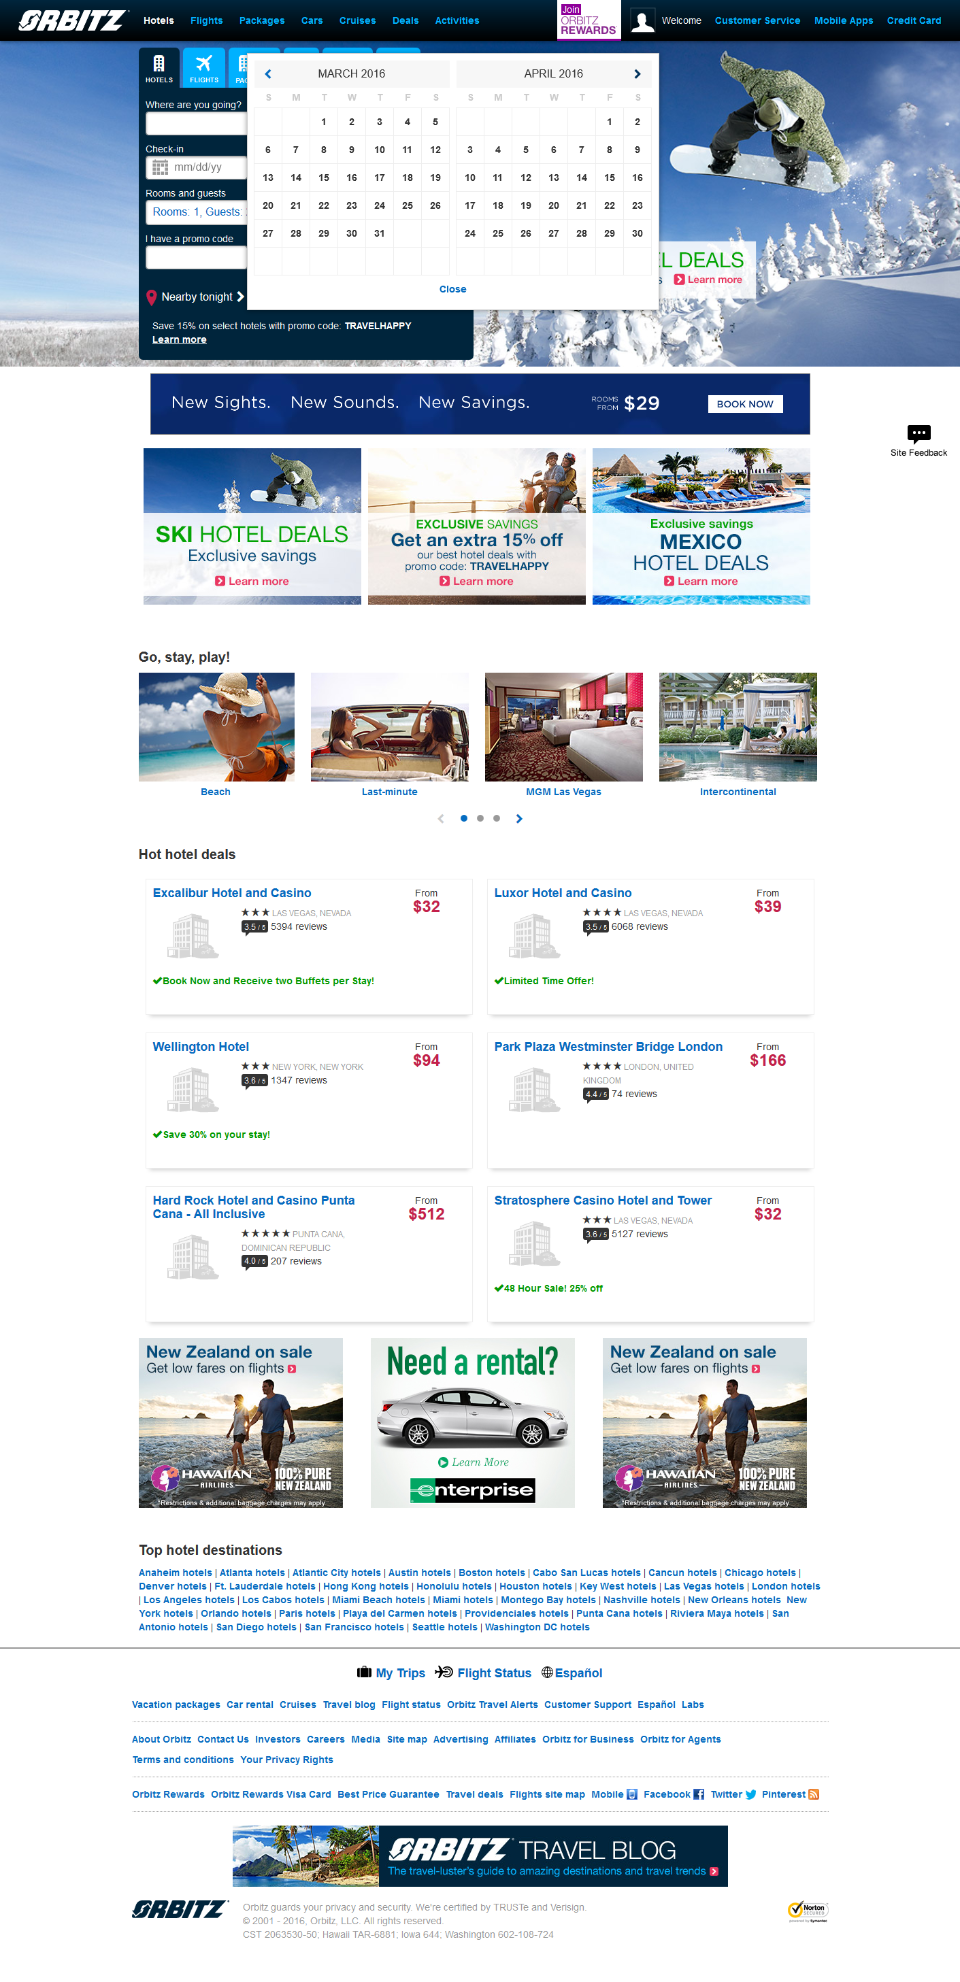 ORBITZ Hotels Flights Packages Cars Cruises Deals Activities Join ORBITZ REWARDS Welcome Customer Service Mobile Apps Credit Card
HOTELS FLIGHTS
Where are you going?
Check-in
mm/dd/yy
Rooms and guests
Rooms: 1, Guests:
I have a promo code
Nearby tonight
Save 15% on select hotels with promo code: TRAVELHAPPY
Learn more
MARCH 2016
S M T W T F S
1 2 3 4 5
6 7 8 9 10 11 12
13 14 15 16 17 18 19
20 21 22 23 24 25 26
27 28 29 30 31
APRIL 2016
S M T W T F S
1 2
3 4 5 6 7 8 9
10 11 12 13 14 15 16
17 18 19 20 21 22 23
24 25 26 27 28 29 30
Close
L DEALS
Learn more
New Sights. New Sounds. New Savings. ROOMS FROM $29 BOOK NOW
Site Feedback
SKI HOTEL DEALS
Exclusive savings
Learn more
EXCLUSIVE SAVINGS
Get an extra 15% off
our best hotel deals with
promo code: TRAVELHAPPY
Learn more
Exclusive savings
MEXICO
HOTEL DEALS
Learn more
Go, stay, play!
Beach Last-minute MGM Las Vegas Intercontinental
Hot hotel deals
Excalibur Hotel and Casino
From
$32
LAS VEGAS, NEVADA
3.5 / 5 5394 reviews
Book Now and Receive two Buffets per Stay!
Luxor Hotel and Casino
From
$39
LAS VEGAS, NEVADA
3.5 / 5 6068 reviews
Limited Time Offer!
Wellington Hotel
From
$94
NEW YORK, NEW YORK
3.6 / 5 1347 reviews
Save 30% on your stay!
Park Plaza Westminster Bridge London
From
$166
LONDON, UNITED
KINGDOM
4.4 / 5 74 reviews
Hard Rock Hotel and Casino Punta
Cana - All Inclusive
From
$512
PUNTA CANA,
DOMINICAN REPUBLIC
4.0 / 5 207 reviews
Stratosphere Casino Hotel and Tower
From
$32
LAS VEGAS, NEVADA
3.6 / 5 5127 reviews
48 Hour Sale! 25% off
New Zealand on sale
Get low fares on flights
HAWAIIAN AIRLINES
100% PURE NEW ZEALAND
*Restrictions & additional baggage charges may apply
Need a rental?
Learn More
enterprise
New Zealand on sale
Get low fares on flights
HAWAIIAN AIRLINES
100% PURE NEW ZEALAND
*Restrictions & additional baggage charges may apply
Top hotel destinations
Anaheim hotels | Atlanta hotels | Atlantic City hotels | Austin hotels | Boston hotels | Cabo San Lucas hotels | Cancun hotels | Chicago hotels |
Denver hotels | Ft. Lauderdale hotels | Hong Kong hotels | Honolulu hotels | Houston hotels | Key West hotels | Las Vegas hotels | London hotels
| Los Angeles hotels | Los Cabos hotels | Miami Beach hotels | Miami hotels | Montego Bay hotels | Nashville hotels | New Orleans hotels New
York hotels | Orlando hotels | Paris hotels | Playa del Carmen hotels | Providenciales hotels | Punta Cana hotels | Riviera Maya hotels | San
Antonio hotels | San Diego hotels | San Francisco hotels | Seattle hotels | Washington DC hotels
My Trips Flight Status Español
Vacation packages Car rental Cruises Travel blog Flight status Orbitz Travel Alerts Customer Support Español Labs
About Orbitz Contact Us Investors Careers Media Site map Advertising Affiliates Orbitz for Business Orbitz for Agents
Terms and conditions Your Privacy Rights
Orbitz Rewards Orbitz Rewards Visa Card Best Price Guarantee Travel deals Flights site map Mobile Facebook Twitter Pinterest
ORBITZ TRAVEL BLOG
The travel-luster's guide to amazing destinations and travel trends
ORBITZ
Orbitz guards your privacy and security. We're certified by TRUSTe and Verisign.
© 2001 - 2016, Orbitz, LLC. All rights reserved.
CST 2063530-50; Hawaii TAR-6881; Iowa 644; Washington 602-108-724
Norton
SECURED
powered by Symantec